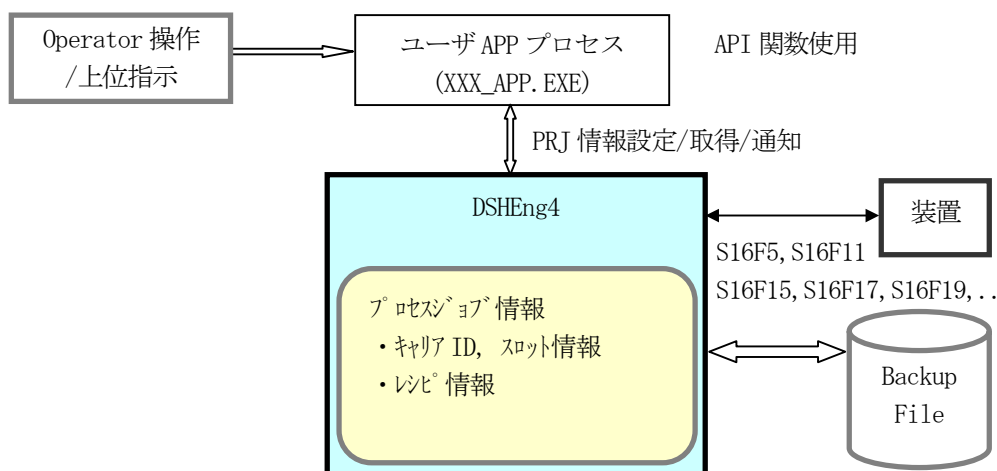 Operator 操作
/上位指示
ユーザ APP プロセス
(XXX_APP.EXE)
API 関数使用
PRJ 情報設定/取得/通知
DSHEng4
装置
S16F5,S16F11
S16F15,S16F17,S16F19,..
プロセスジョブ情報
・キャリア ID, スロット情報
・レシピ情報
Backup
File